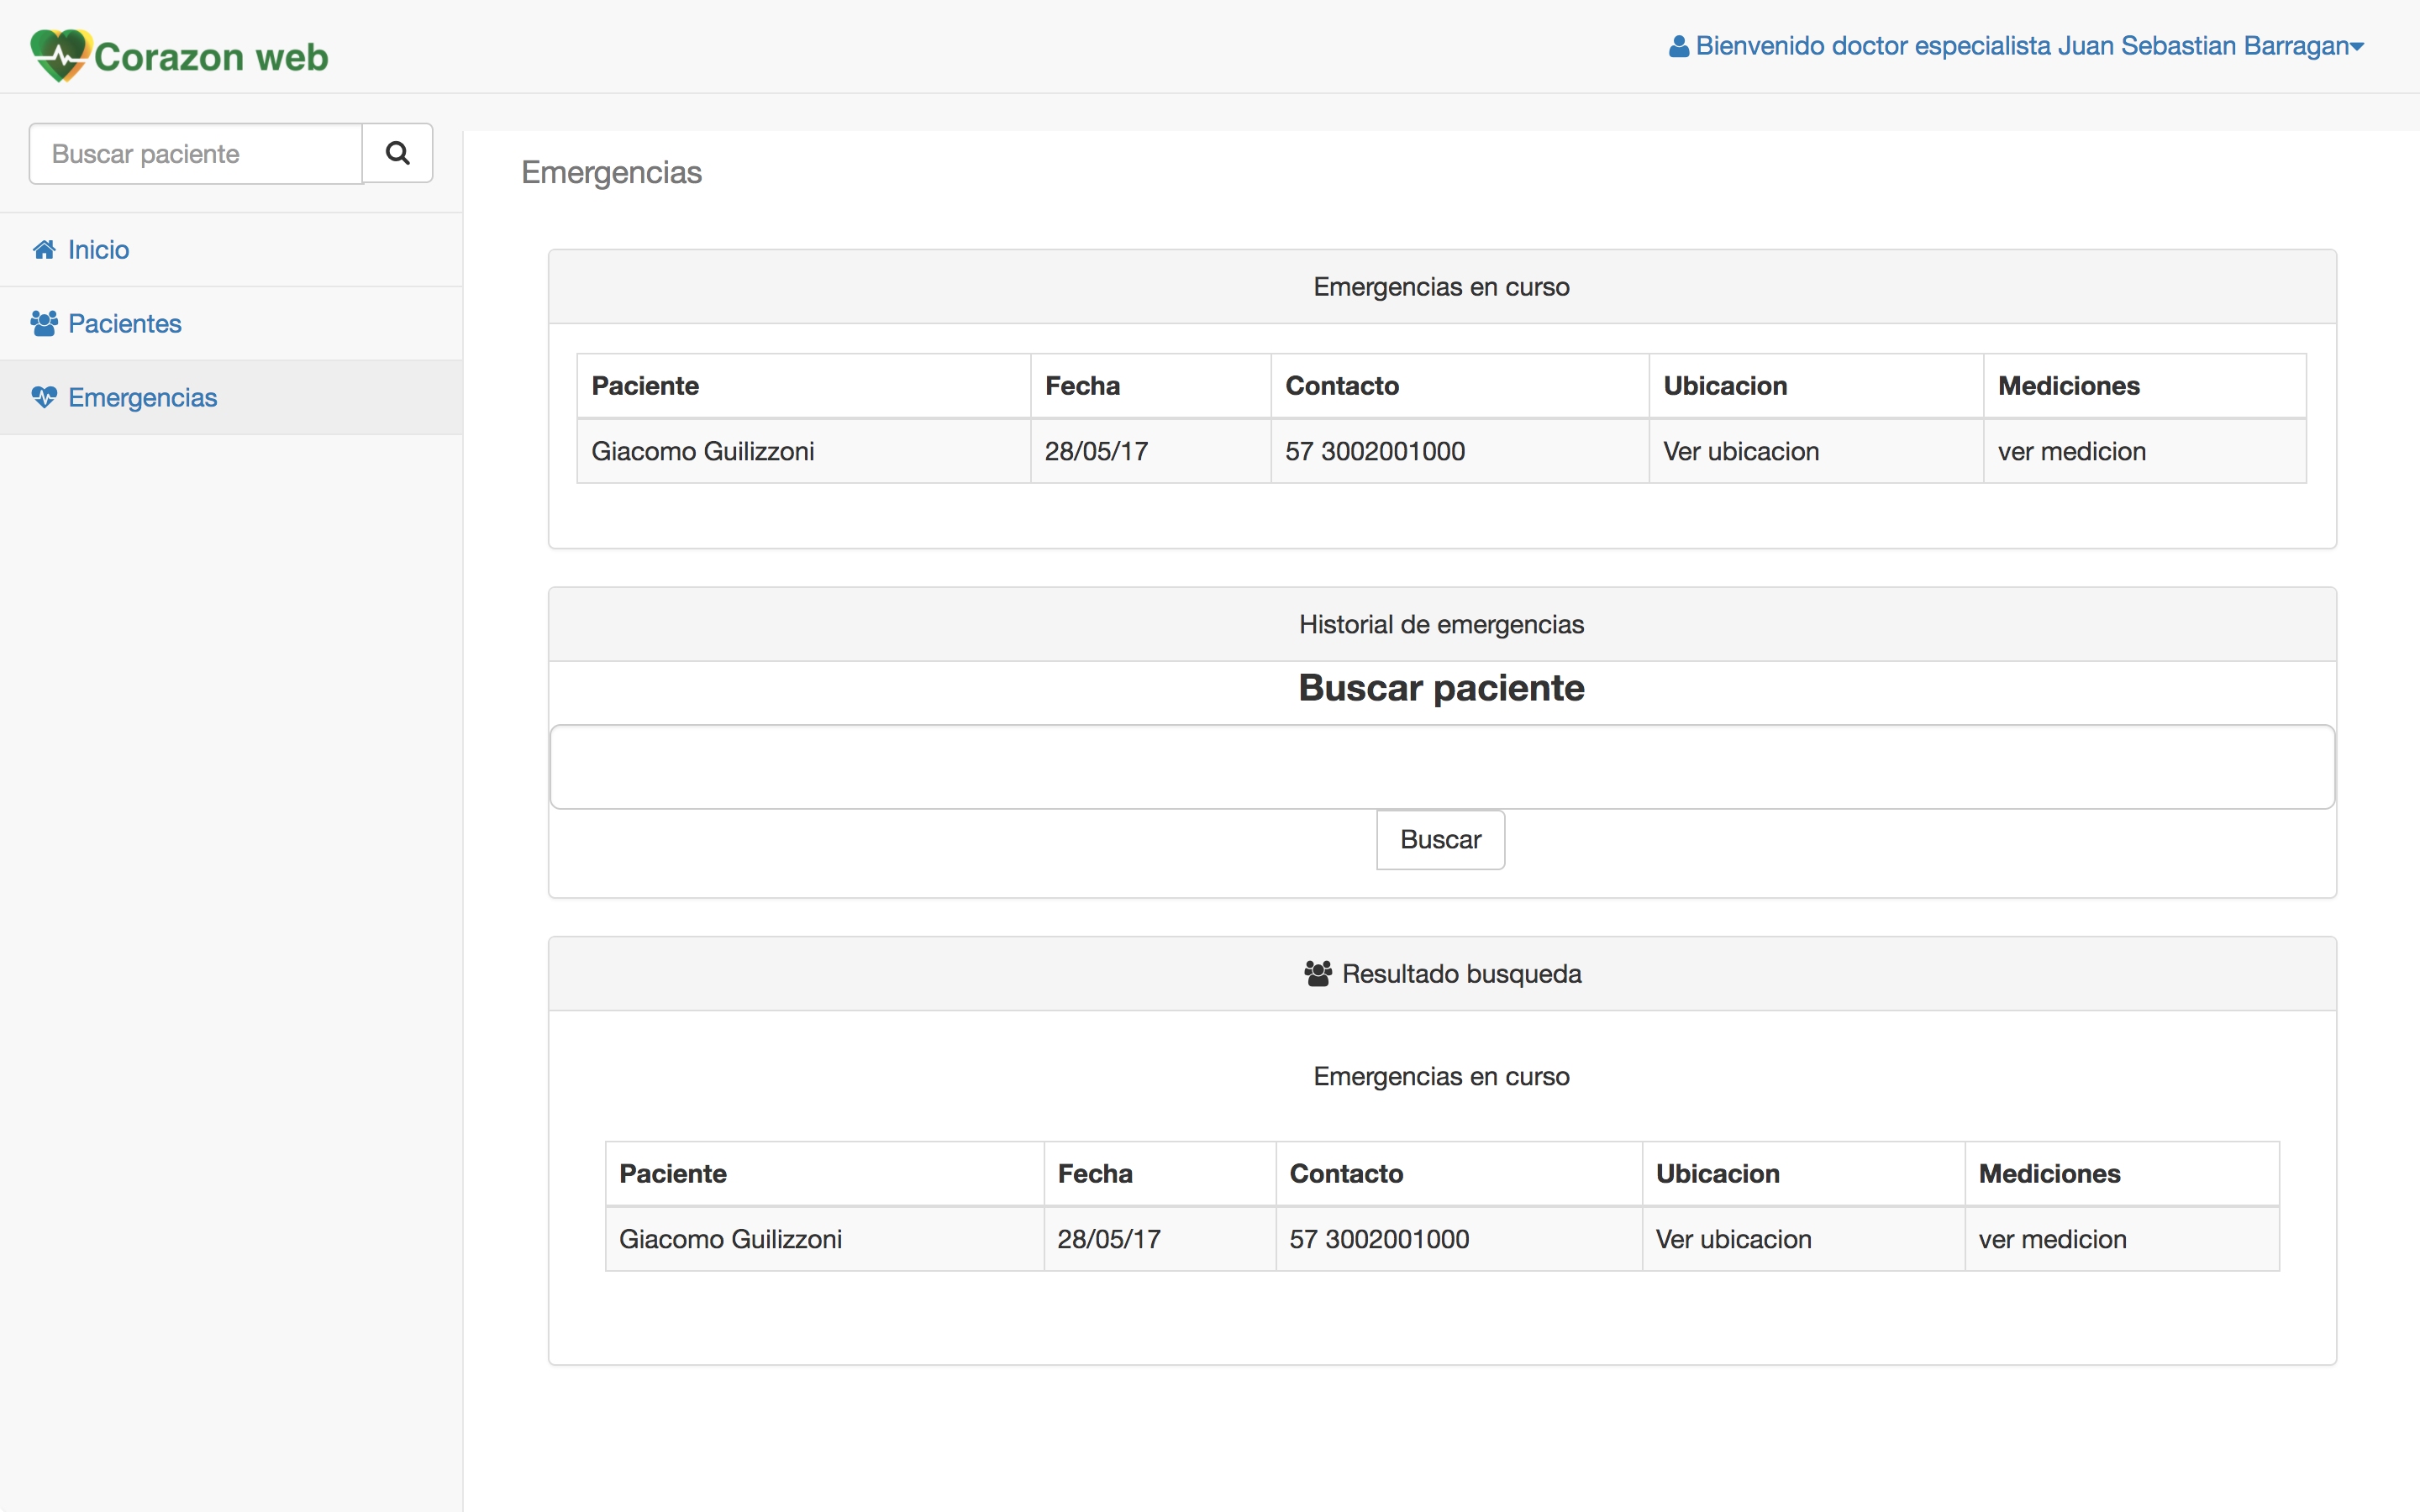 Corazon web
Bienvenido doctor especialista Juan Sebastian Barragan
Buscar paciente
Inicio
Pacientes
Emergencias
Emergencias
Emergencias en curso
Paciente Fecha Contacto Ubicacion Mediciones
Giacomo Guilizzoni 28/05/17 57 3002001000 Ver ubicacion ver medicion
Historial de emergencias
Buscar paciente
Buscar
Resultado busqueda
Emergencias en curso
Paciente Fecha Contacto Ubicacion Mediciones
Giacomo Guilizzoni 28/05/17 57 3002001000 Ver ubicacion ver medicion